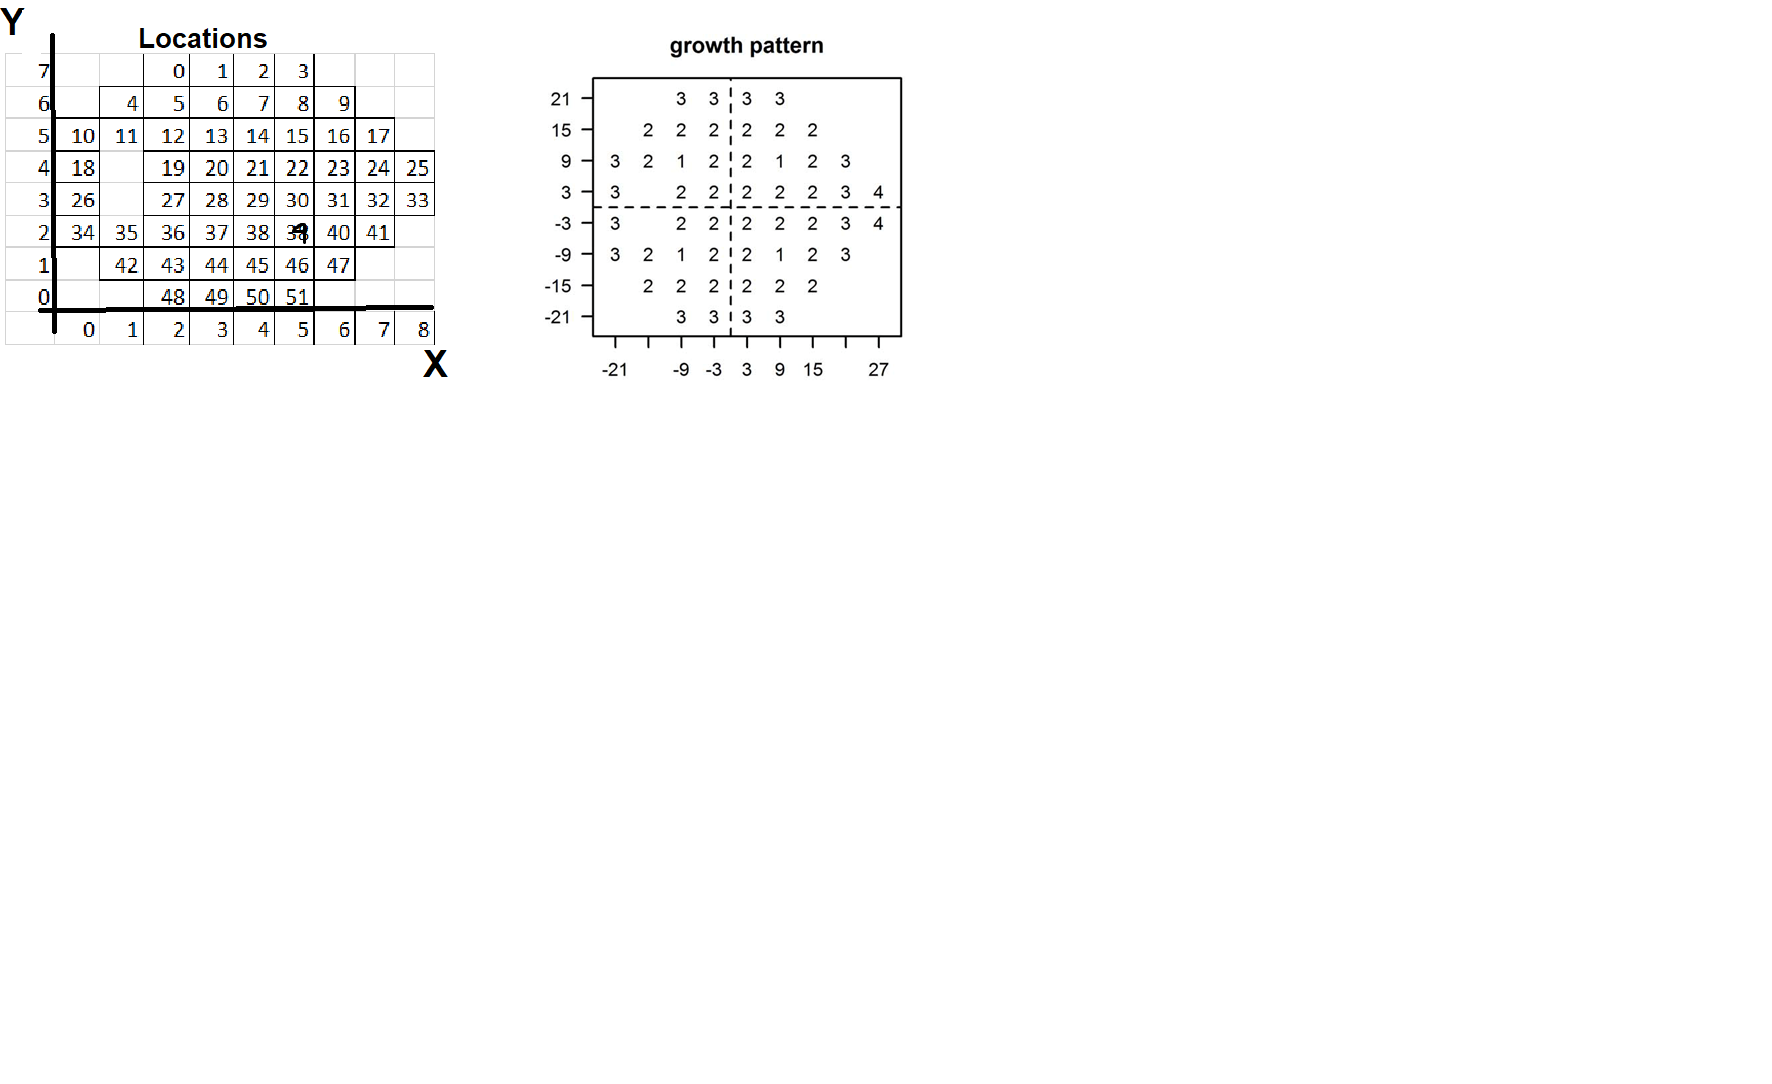 Y
Locations
7 0 1 2 3
6 4 5 6 7 8 9
5 10 11 12 13 14 15 16 17
4 18 19 20 21 22 23 24 25
3 26 27 28 29 30 31 32 33
2 34 35 36 37 38 39 40 41
1 42 43 44 45 46 47
0 48 49 50 51
0 1 2 3 4 5 6 7 8
X
growth pattern
21 3 3 3 3
15 2 2 2 2 2 2
9 3 2 1 2 2 1 2 3
3 3 2 2 2 2 2 3 4
-3 3 2 2 2 2 2 3 4
-9 3 2 1 2 2 1 2 3
-15 2 2 2 2 2 2
-21 3 3 3 3
-21 -9 -3 3 9 15 27